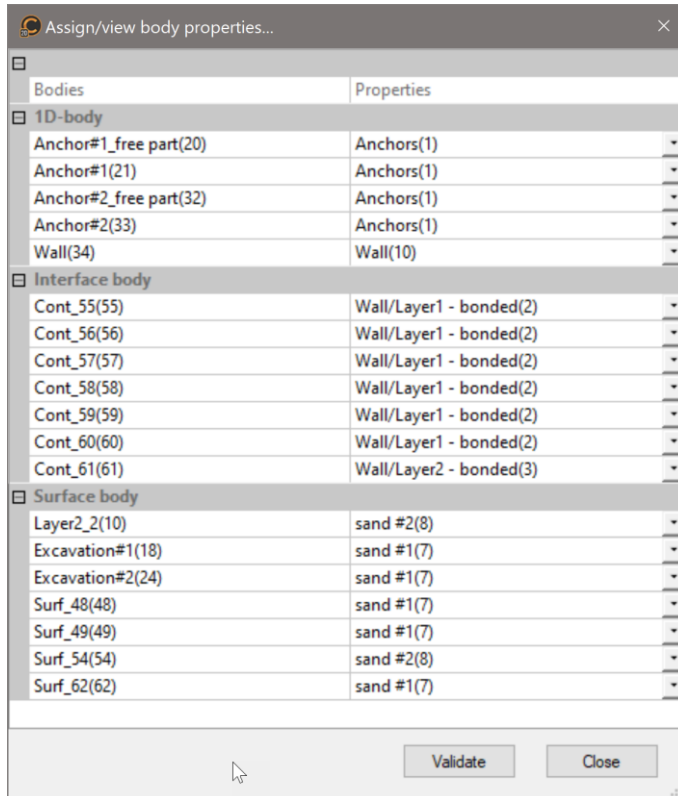 Assign/view body properties...
Bodies Properties
1D-body
Anchor#1_free part(20) Anchors(1)
Anchor#1(21) Anchors(1)
Anchor#2_free part(32) Anchors(1)
Anchor#2(33) Anchors(1)
Wall(34) Wall(10)
Interface body
Cont_55(55) Wall/Layer1 - bonded(2)
Cont_56(56) Wall/Layer1 - bonded(2)
Cont_57(57) Wall/Layer1 - bonded(2)
Cont_58(58) Wall/Layer1 - bonded(2)
Cont_59(59) Wall/Layer1 - bonded(2)
Cont_60(60) Wall/Layer1 - bonded(2)
Cont_61(61) Wall/Layer2 - bonded(3)
Surface body
Layer2_2(10) sand #2(8)
Excavation#1(18) sand #1(7)
Excavation#2(24) sand #1(7)
Surf_48(48) sand #1(7)
Surf_49(49) sand #1(7)
Surf_54(54) sand #2(8)
Surf_62(62) sand #1(7)
Validate Close